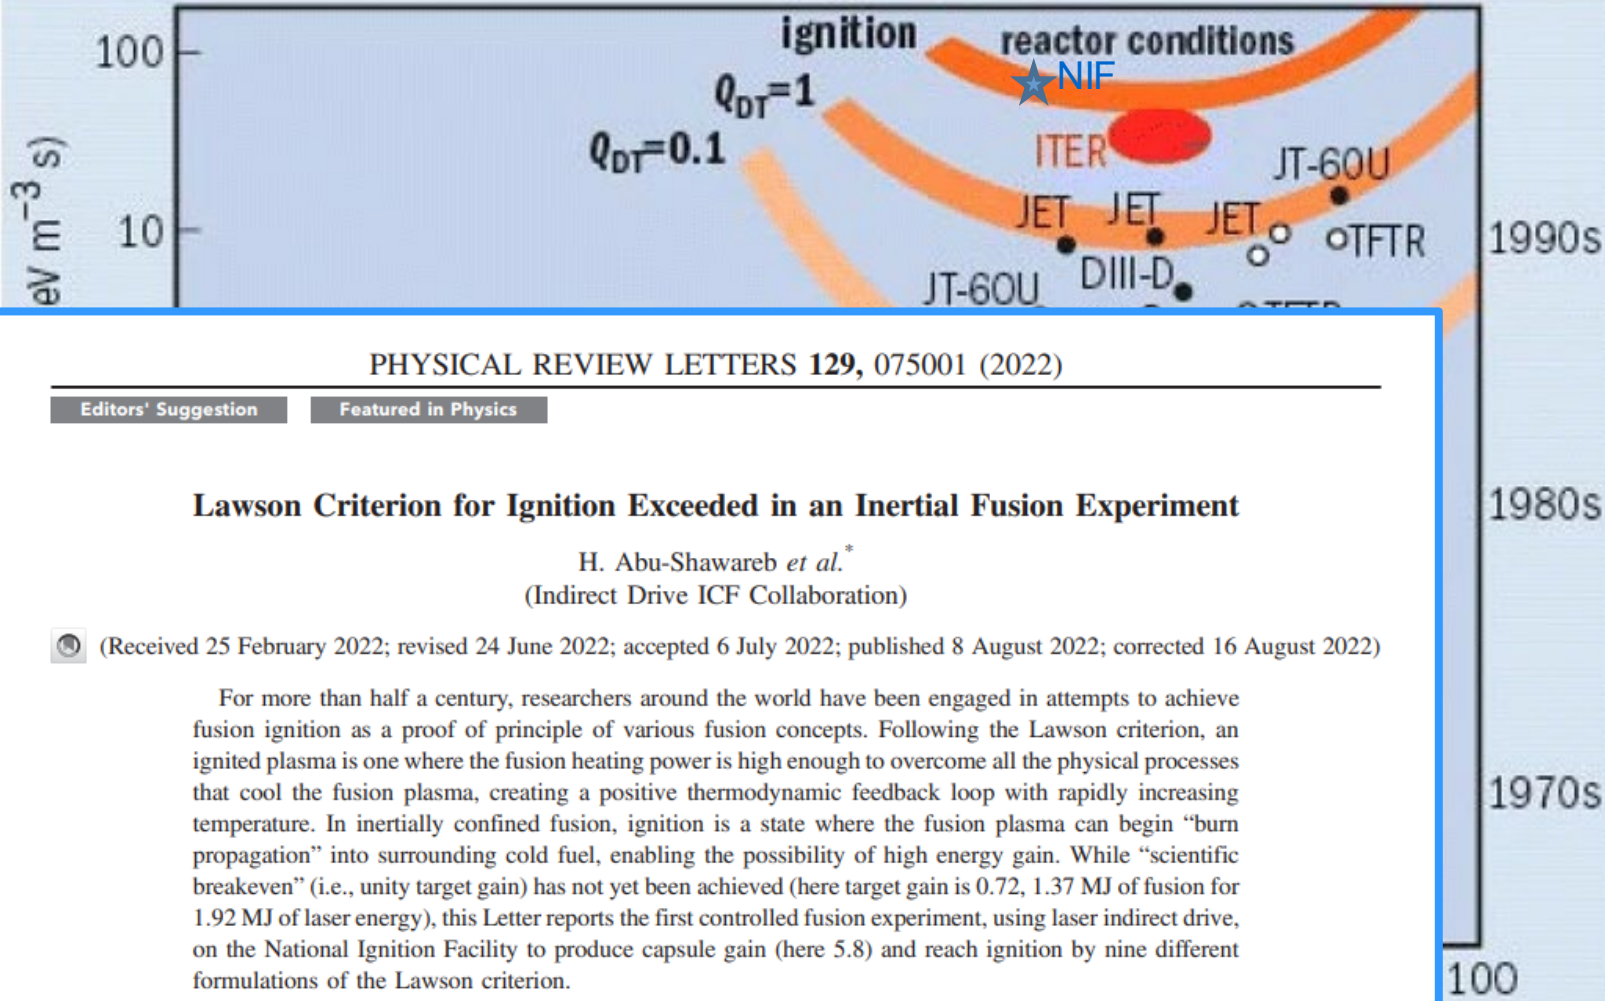 ignition
reactor conditions
100
NIF
Q_DT=1
Q_DT=0.1
ITER
JT-60U
JET JET JET
10
TFTR
1990s
eV m⁻³ s)
JT-60U
DIII-D
PHYSICAL REVIEW LETTERS 129, 075001 (2022)
Editors' Suggestion Featured in Physics
Lawson Criterion for Ignition Exceeded in an Inertial Fusion Experiment
H. Abu-Shawareb et al.*
(Indirect Drive ICF Collaboration)
(Received 25 February 2022; revised 24 June 2022; accepted 6 July 2022; published 8 August 2022; corrected 16 August 2022)
For more than half a century, researchers around the world have been engaged in attempts to achieve
fusion ignition as a proof of principle of various fusion concepts. Following the Lawson criterion, an
ignited plasma is one where the fusion heating power is high enough to overcome all the physical processes
that cool the fusion plasma, creating a positive thermodynamic feedback loop with rapidly increasing
temperature. In inertially confined fusion, ignition is a state where the fusion plasma can begin “burn
propagation” into surrounding cold fuel, enabling the possibility of high energy gain. While “scientific
breakeven” (i.e., unity target gain) has not yet been achieved (here target gain is 0.72, 1.37 MJ of fusion for
1.92 MJ of laser energy), this Letter reports the first controlled fusion experiment, using laser indirect drive,
on the National Ignition Facility to produce capsule gain (here 5.8) and reach ignition by nine different
formulations of the Lawson criterion.
1980s
1970s
100